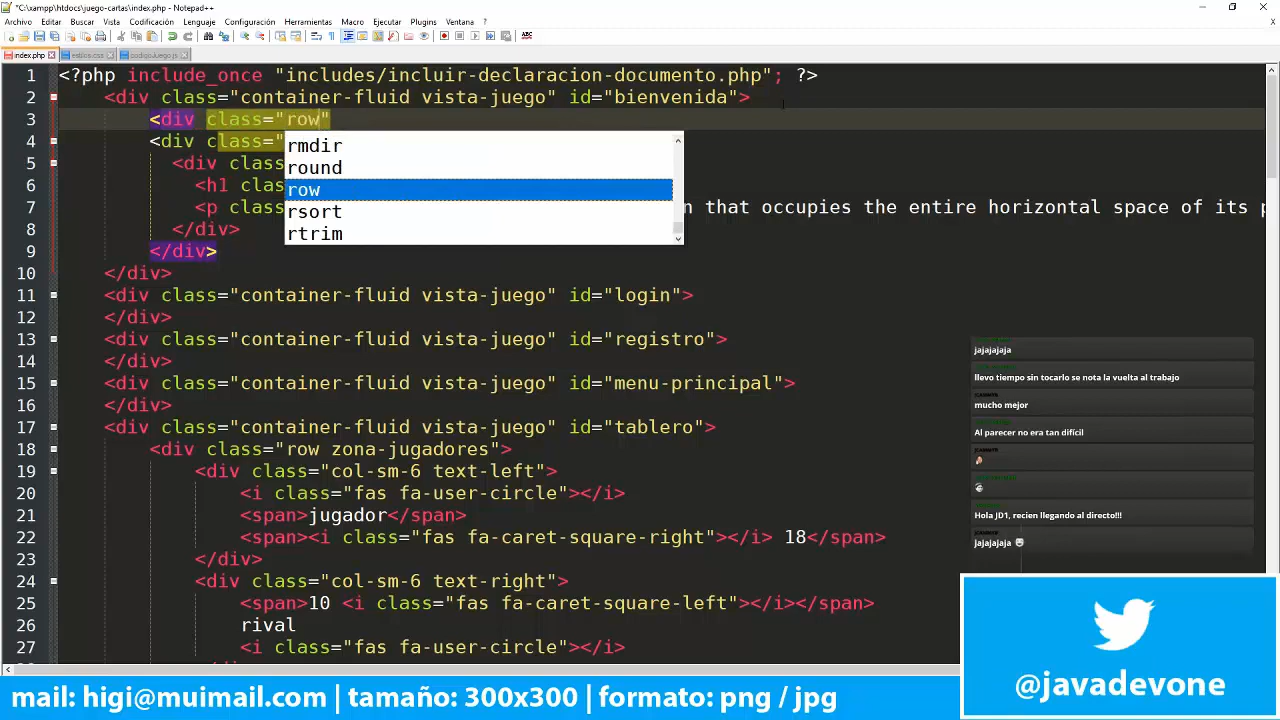 *C:\xampp\htdocs\juego-cartas\index.php - Notepad++
Archivo Editar Buscar Vista Codificación Lenguaje Configuración Herramientas Macro Ejecutar Plugins Ventana ?
index.php estilos.css codigoJuego.js
1 <?php include_once "includes/incluir-declaracion-documento.php"; ?>
2 <div class="container-fluid vista-juego" id="bienvenida">
3 <div class="row"
4 <div class="
rmdir
5 <div class
round
6 <h1 clas
row
7 <p class
rsort
n that occupies the entire horizontal space of its p
8 </div>
rtrim
9 </div>
10 </div>
11 <div class="container-fluid vista-juego" id="login">
12 </div>
13 <div class="container-fluid vista-juego" id="registro">
14 </div>
15 <div class="container-fluid vista-juego" id="menu-principal">
16 </div>
17 <div class="container-fluid vista-juego" id="tablero">
18 <div class="row zona-jugadores">
19 <div class="col-sm-6 text-left">
20 <i class="fas fa-user-circle"></i>
21 <span>jugador</span>
22 <span><i class="fas fa-caret-square-right"></i> 18</span>
23 </div>
24 <div class="col-sm-6 text-right">
25 <span>10 <i class="fas fa-caret-square-left"></i></span>
26 rival
27 <i class="fas fa-user-circle"></i>
jajajajaja
llevo tiempo sin tocarlo se nota la vuelta al trabajo
mucho mejor
Al parecer no era tan difícil
Hola JD1, recien llegando al directo!!!
jajajajaja
mail: higi@muimail.com | tamaño: 300x300 | formato: png / jpg
@javadevone